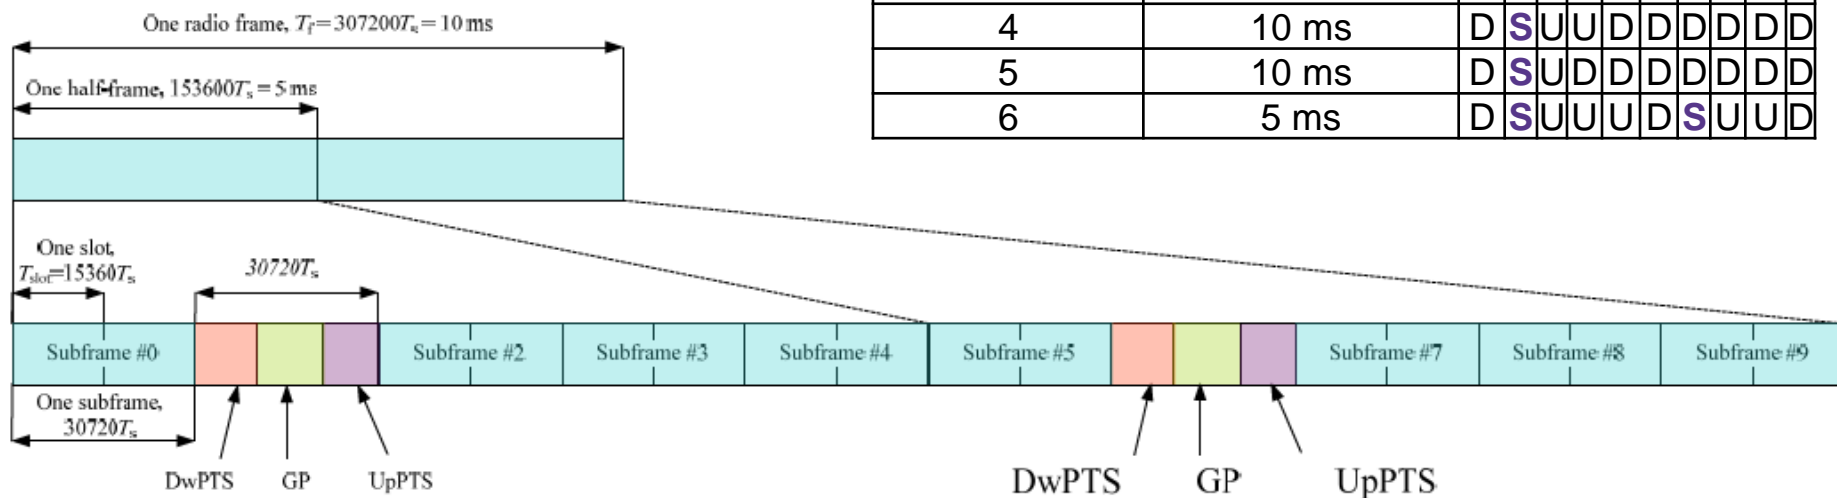 4 10 ms D S U U D D D D D D
5 10 ms D S U D D D D D D D
6 5 ms D S U U U D S U U D
One radio frame, Tf=307200Ts=10 ms
One half-frame, 153600Ts=5 ms
One slot,
Tslot=15360Ts
30720Ts
Subframe #0 Subframe #2 Subframe #3 Subframe #4 Subframe #5 Subframe #7 Subframe #8 Subframe #9
One subframe,
30720Ts
DwPTS GP UpPTS DwPTS GP UpPTS